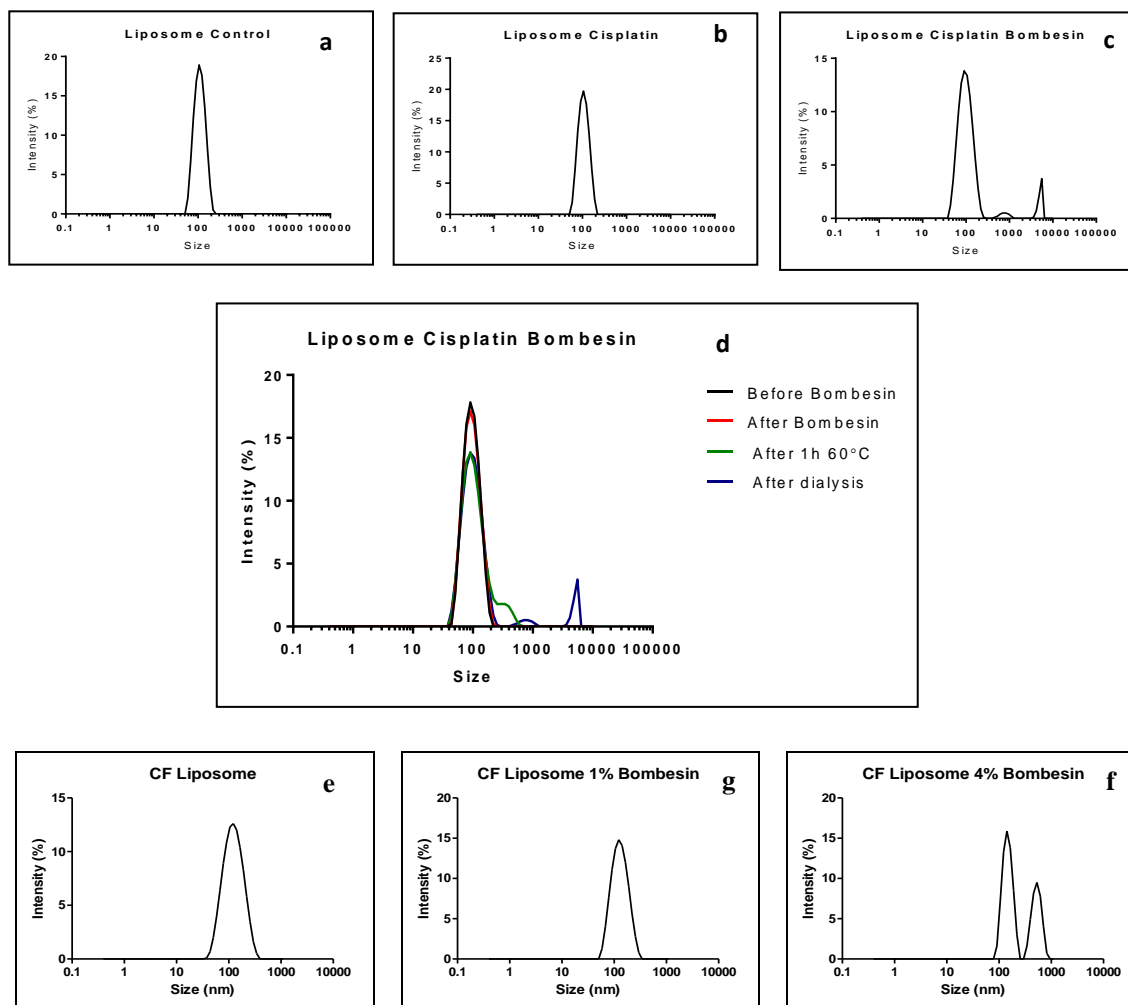 Liposome Control
a
20
15
10
5
0
Intensity (%)
0.1 1 10 100 1000 10000 100000
Size
Liposome Cisplatin
b
25
20
15
10
5
0
Intensity (%)
0.1 1 10 100 1000 10000 100000
Size
Liposome Cisplatin Bombesin
c
15
10
5
0
Intensity (%)
0.1 1 10 100 1000 10000 100000
Size
Liposome Cisplatin Bombesin
d
20
15
10
5
0
Intensity (%)
0.1 1 10 100 1000 10000 100000
Size
Before Bombesin
After Bombesin
After 1h 60°C
After dialysis
CF Liposome
e
15
10
5
0
Intensity (%)
0.1 1 10 100 1000 10000
Size (nm)
CF Liposome 1% Bombesin
g
20
15
10
5
0
Intensity (%)
0.1 1 10 100 1000 10000
Size (nm)
CF Liposome 4% Bombesin
f
20
15
10
5
0
Intensity (%)
0.1 1 10 100 1000 10000
Size (nm)